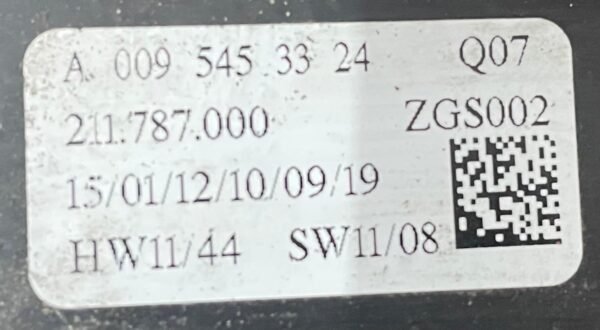 A 009 545 33 24 Q07
211.787.000 ZGS002
15/01/12/10/09/19
HW11/44 SW11/08